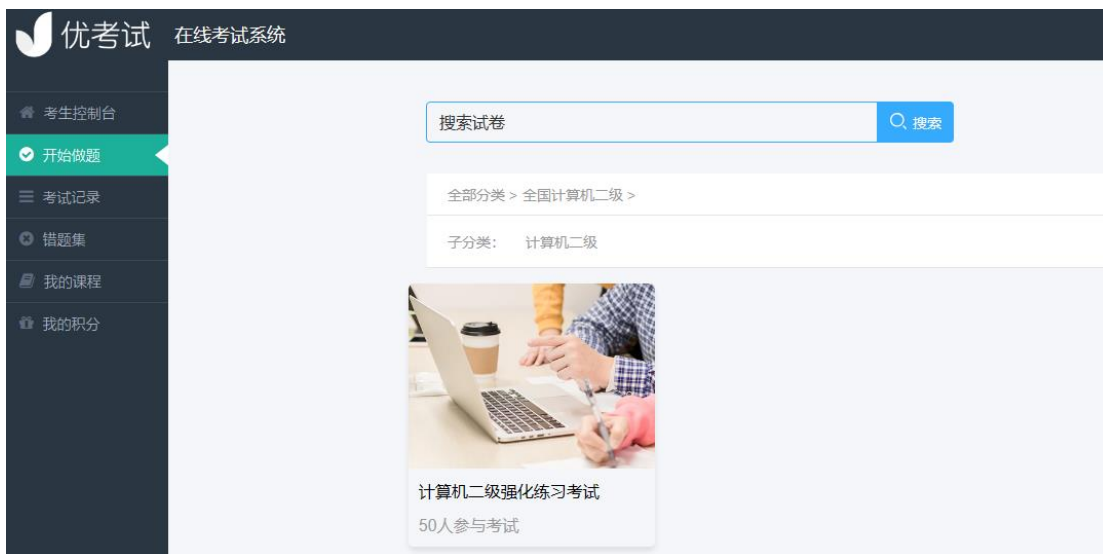 优考试 在线考试系统
考生控制台
开始做题
考试记录
错题集
我的课程
我的积分
搜索试卷 搜索
全部分类 > 全国计算机二级 >
子分类： 计算机二级
计算机二级强化练习考试
50人参与考试